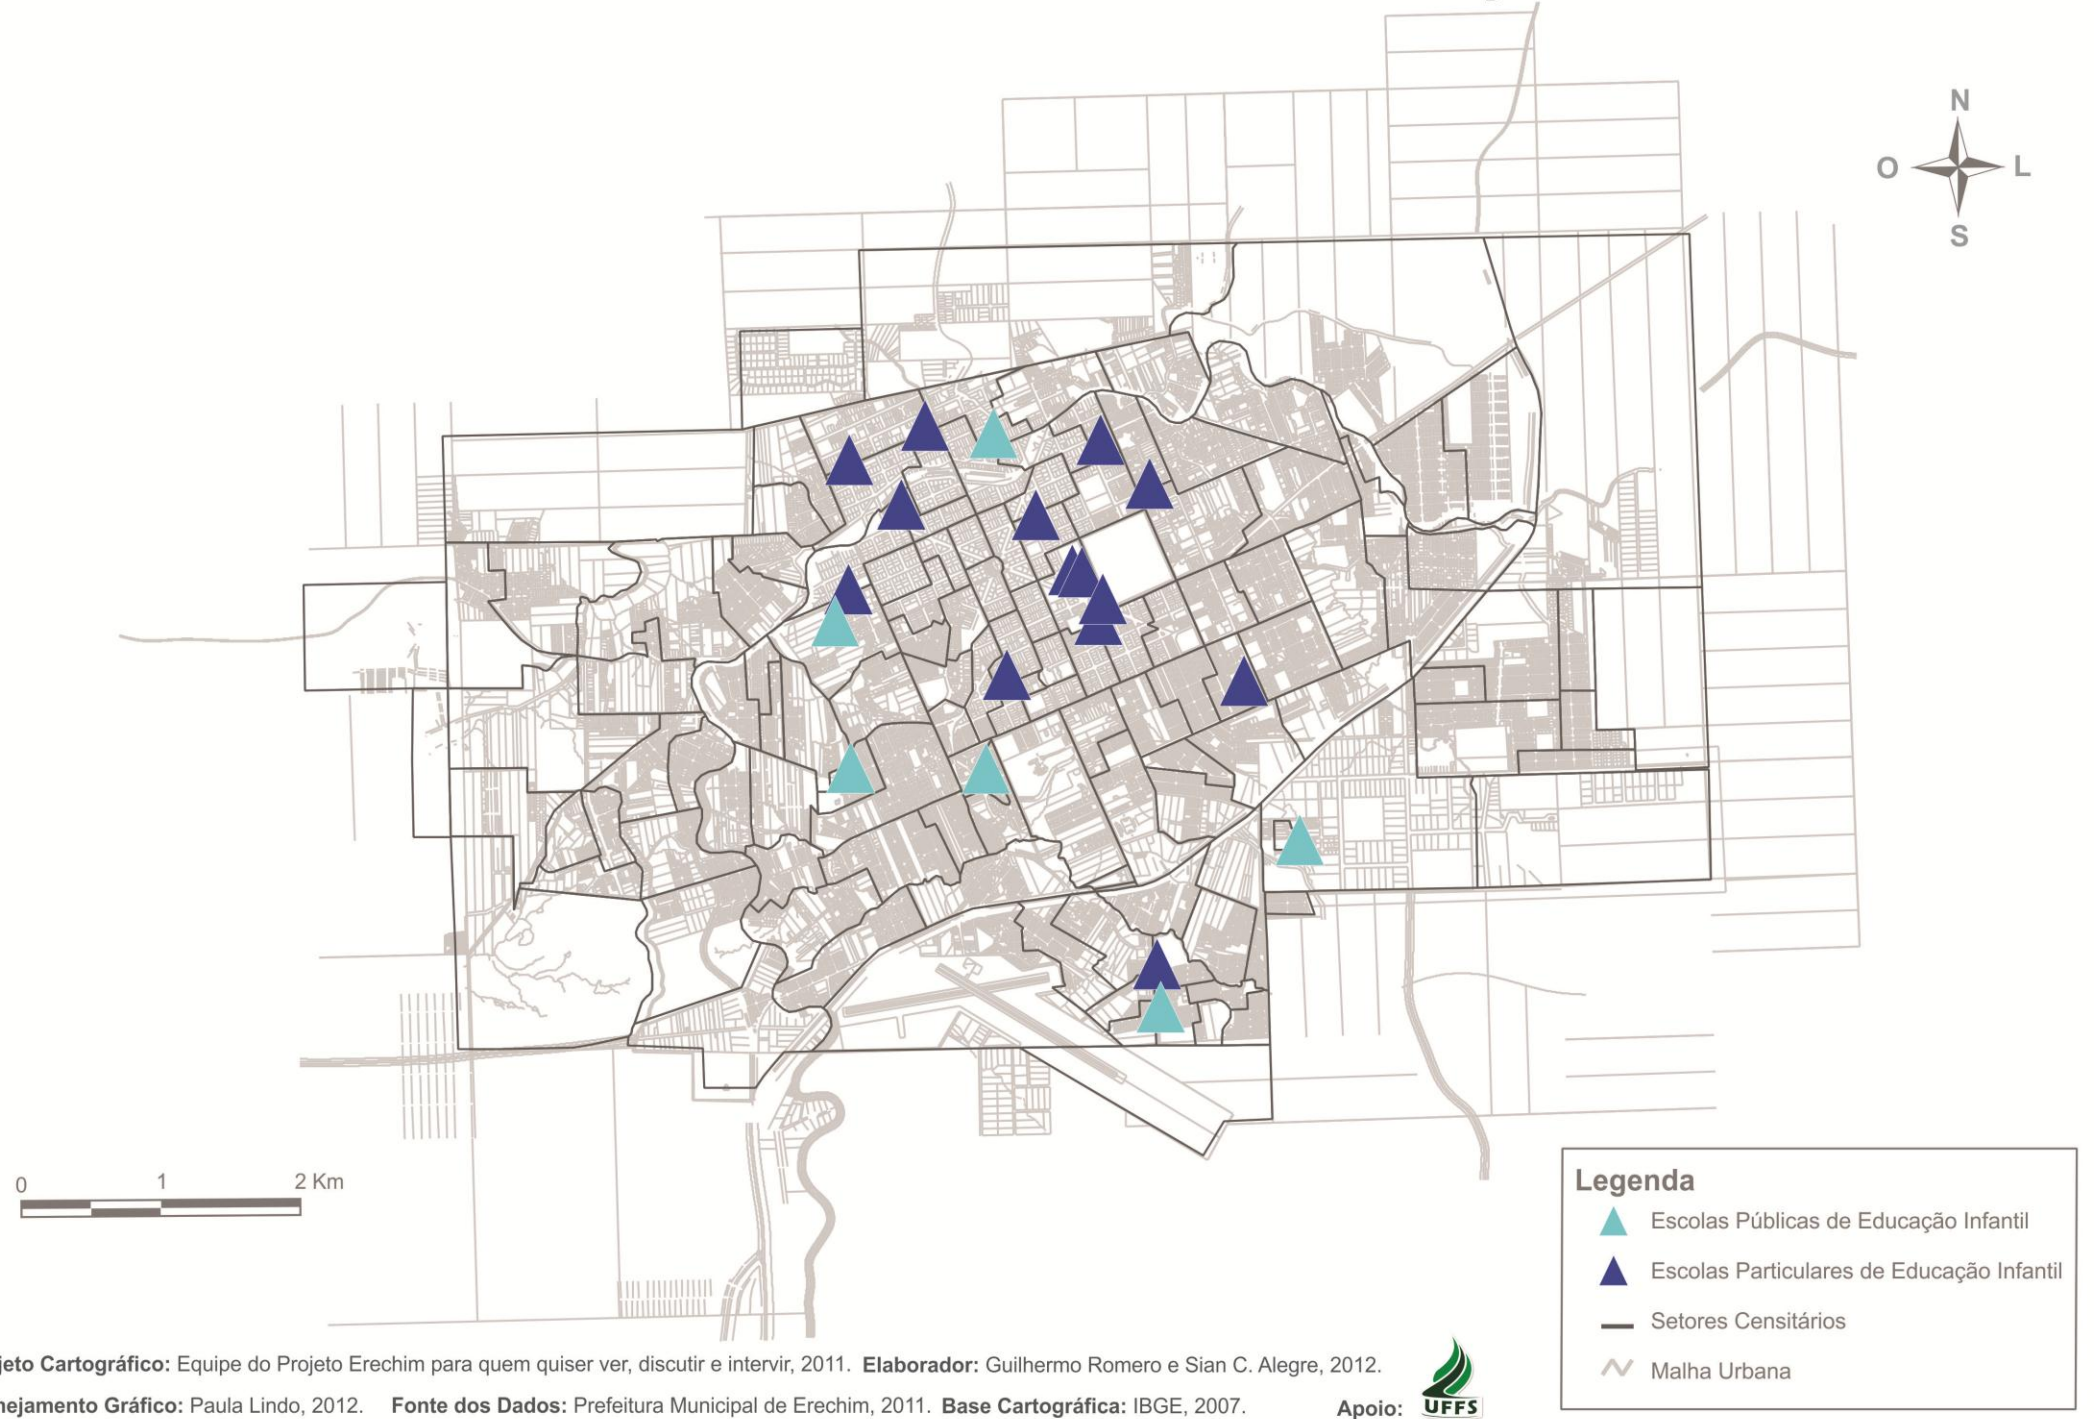 N
O L
S
0 1 2 Km
Legenda
Escolas Públicas de Educação Infantil
Escolas Particulares de Educação Infantil
Setores Censitários
Malha Urbana
jeto Cartográfico: Equipe do Projeto Erechim para quem quiser ver, discutir e intervir, 2011. Elaborador: Guilhermo Romero e Sian C. Alegre, 2012.
nejamento Gráfico: Paula Lindo, 2012. Fonte dos Dados: Prefeitura Municipal de Erechim, 2011. Base Cartográfica: IBGE, 2007. Apoio:
UFFS